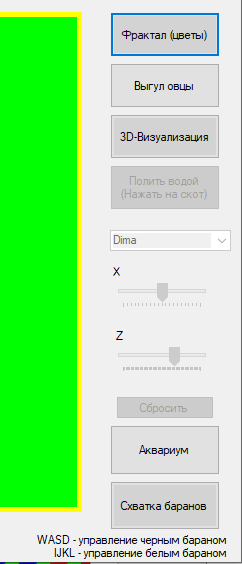 Фрактал (цветы)
Выгул овцы
3D-Визуализация
Полить водой
(Нажать на скот)
Dima
X
Z
Сбросить
Аквариум
Схватка баранов
WASD - управление черным бараном
IJKL - управление белым бараном